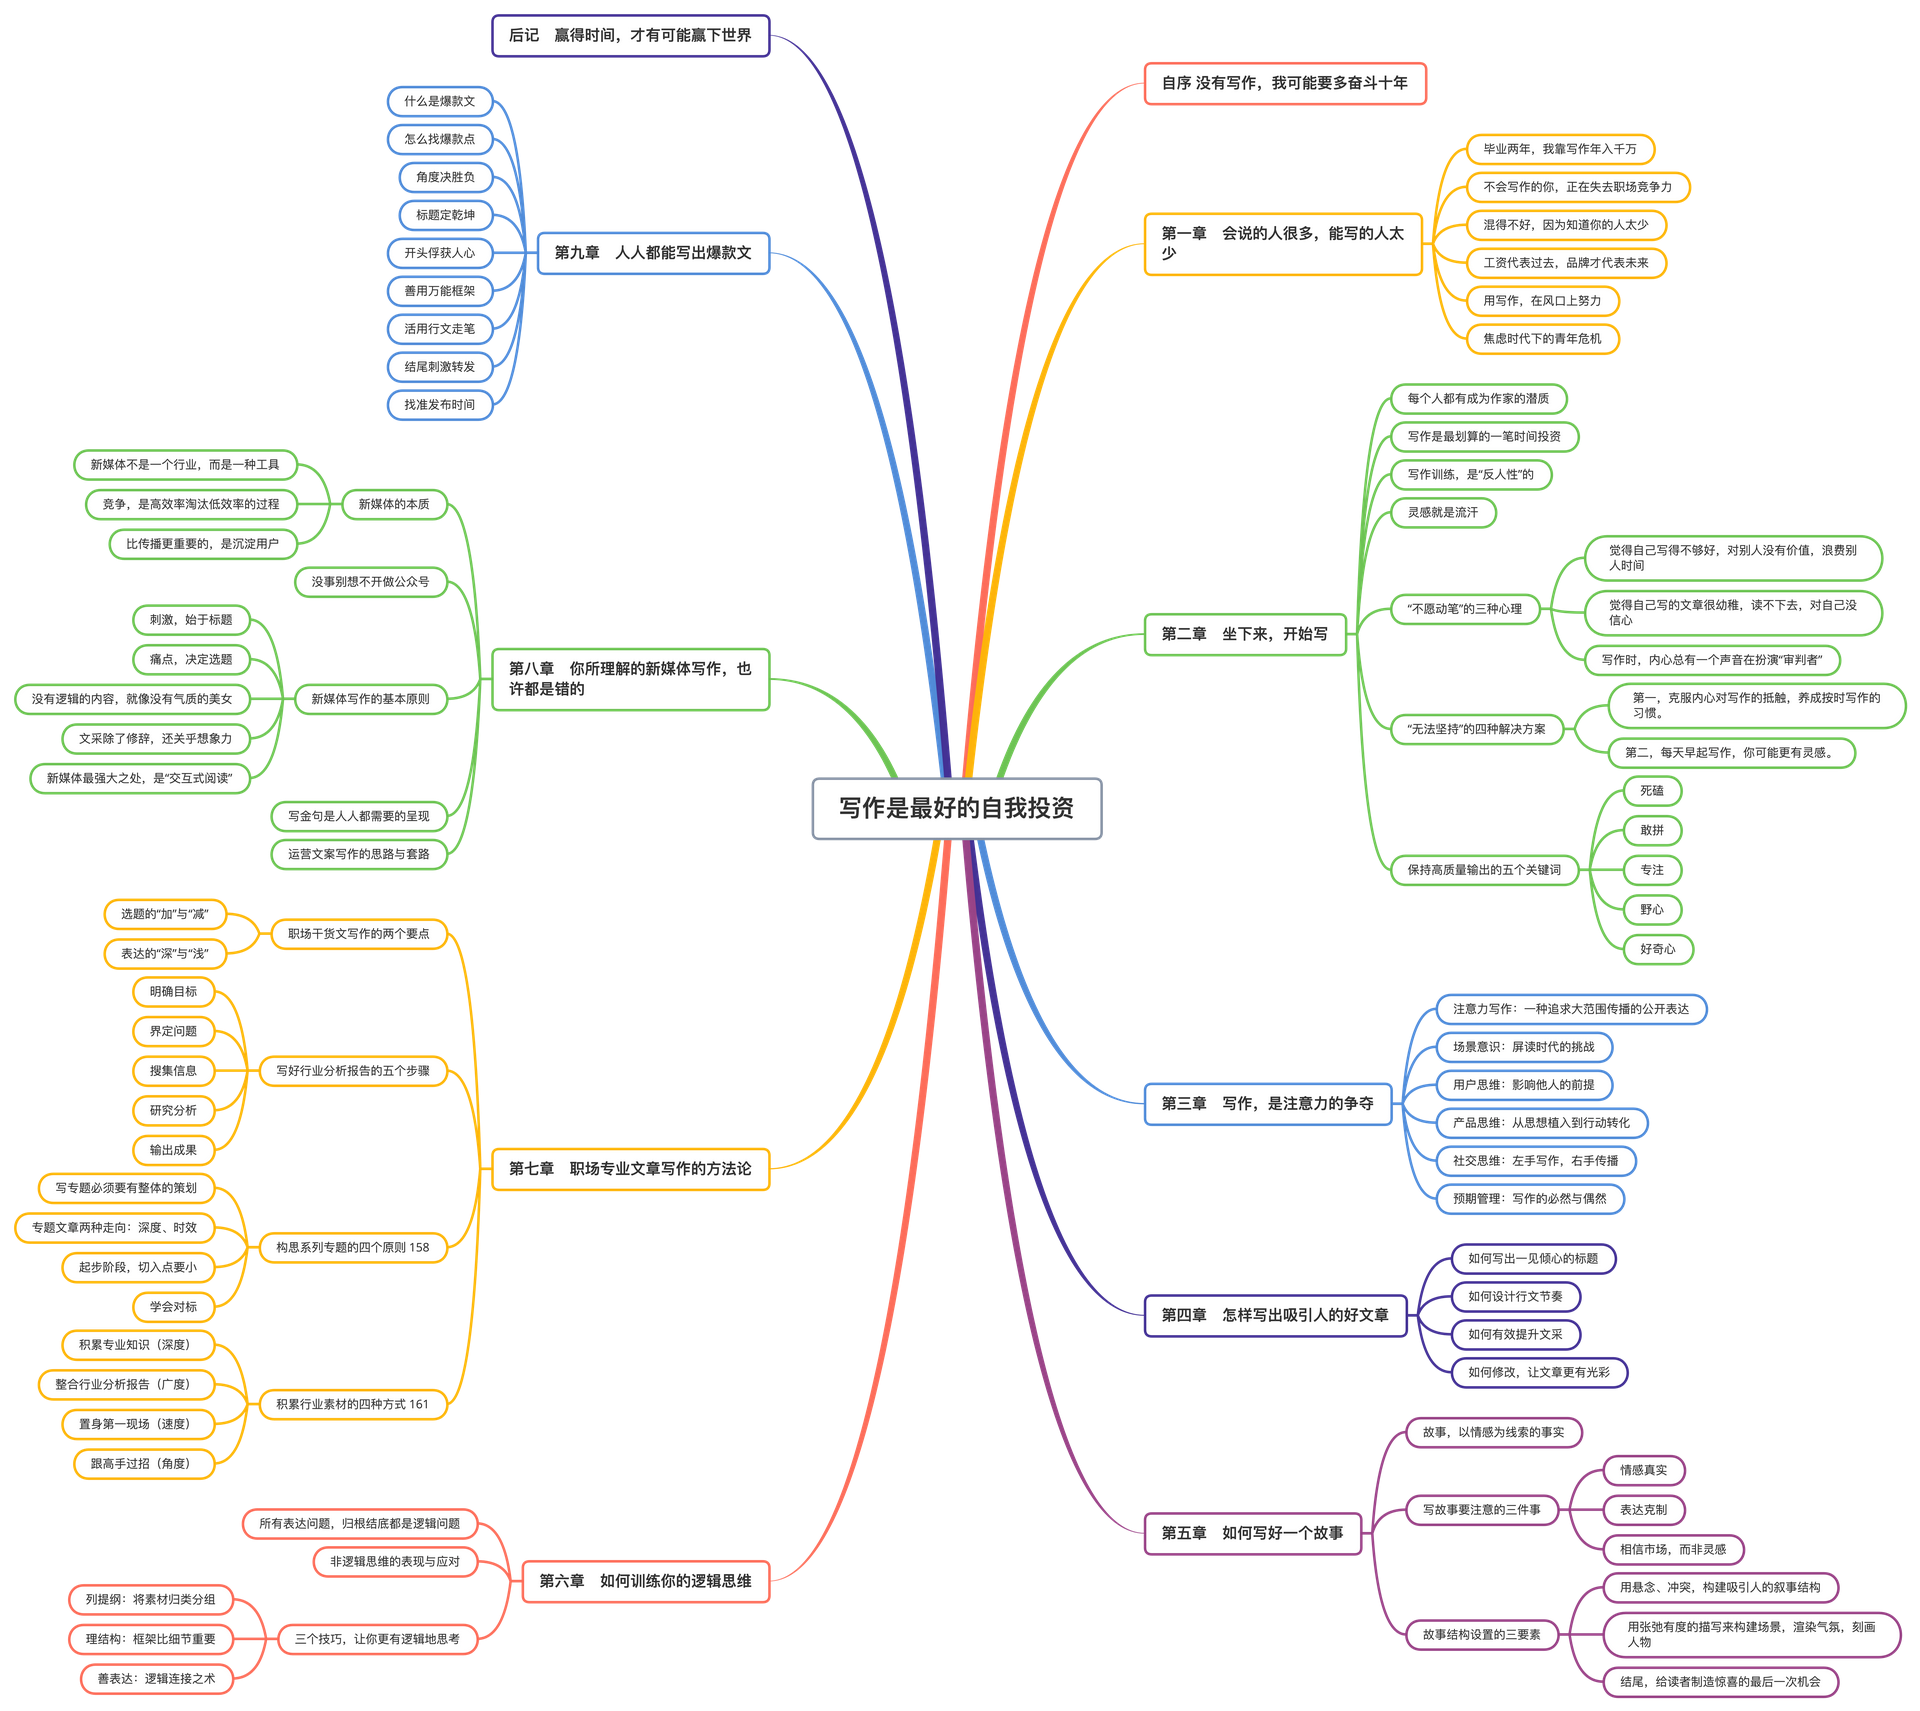 写作是最好的自我投资
自序 没有写作，我可能要多奋斗十年
第一章　会说的人很多，能写的人太
少
毕业两年，我靠写作年入千万
不会写作的你，正在失去职场竞争力
混得不好，因为知道你的人太少
工资代表过去，品牌才代表未来
用写作，在风口上努力
焦虑时代下的青年危机
第二章　坐下来，开始写
每个人都有成为作家的潜质
写作是最划算的一笔时间投资
写作训练，是“反人性”的
灵感就是流汗
“不愿动笔”的三种心理
觉得自己写得不够好，对别人没有价值，浪费别
人时间
觉得自己写的文章很幼稚，读不下去，对自己没
信心
写作时，内心总有一个声音在扮演“审判者”
“无法坚持”的四种解决方案
第一，克服内心对写作的抵触，养成按时写作的
习惯。
第二，每天早起写作，你可能更有灵感。
保持高质量输出的五个关键词
死磕
敢拼
专注
野心
好奇心
第三章　写作，是注意力的争夺
注意力写作：一种追求大范围传播的公开表达
场景意识：屏读时代的挑战
用户思维：影响他人的前提
产品思维：从思想植入到行动转化
社交思维：左手写作，右手传播
预期管理：写作的必然与偶然
第四章　怎样写出吸引人的好文章
如何写出一见倾心的标题
如何设计行文节奏
如何有效提升文采
如何修改，让文章更有光彩
第五章　如何写好一个故事
故事，以情感为线索的事实
写故事要注意的三件事
情感真实
表达克制
相信市场，而非灵感
故事结构设置的三要素
用悬念、冲突，构建吸引人的叙事结构
用张弛有度的描写来构建场景，渲染气氛，刻画
人物
结尾，给读者制造惊喜的最后一次机会
第六章　如何训练你的逻辑思维
所有表达问题，归根结底都是逻辑问题
非逻辑思维的表现与应对
三个技巧，让你更有逻辑地思考
列提纲：将素材归类分组
理结构：框架比细节重要
善表达：逻辑连接之术
第七章　职场专业文章写作的方法论
职场干货文写作的两个要点
选题的“加”与“减”
表达的“深”与“浅”
写好行业分析报告的五个步骤
明确目标
界定问题
搜集信息
研究分析
输出成果
构思系列专题的四个原则 158
写专题必须要有整体的策划
专题文章两种走向：深度、时效
起步阶段，切入点要小
学会对标
积累行业素材的四种方式 161
积累专业知识（深度）
整合行业分析报告（广度）
置身第一现场（速度）
跟高手过招（角度）
第八章　你所理解的新媒体写作，也
许都是错的
新媒体的本质
新媒体不是一个行业，而是一种工具
竞争，是高效率淘汰低效率的过程
比传播更重要的，是沉淀用户
没事别想不开做公众号
新媒体写作的基本原则
刺激，始于标题
痛点，决定选题
没有逻辑的内容，就像没有气质的美女
文采除了修辞，还关乎想象力
新媒体最强大之处，是“交互式阅读”
写金句是人人都需要的呈现
运营文案写作的思路与套路
第九章　人人都能写出爆款文
什么是爆款文
怎么找爆款点
角度决胜负
标题定乾坤
开头俘获人心
善用万能框架
活用行文走笔
结尾刺激转发
找准发布时间
后记　赢得时间，才有可能赢下世界